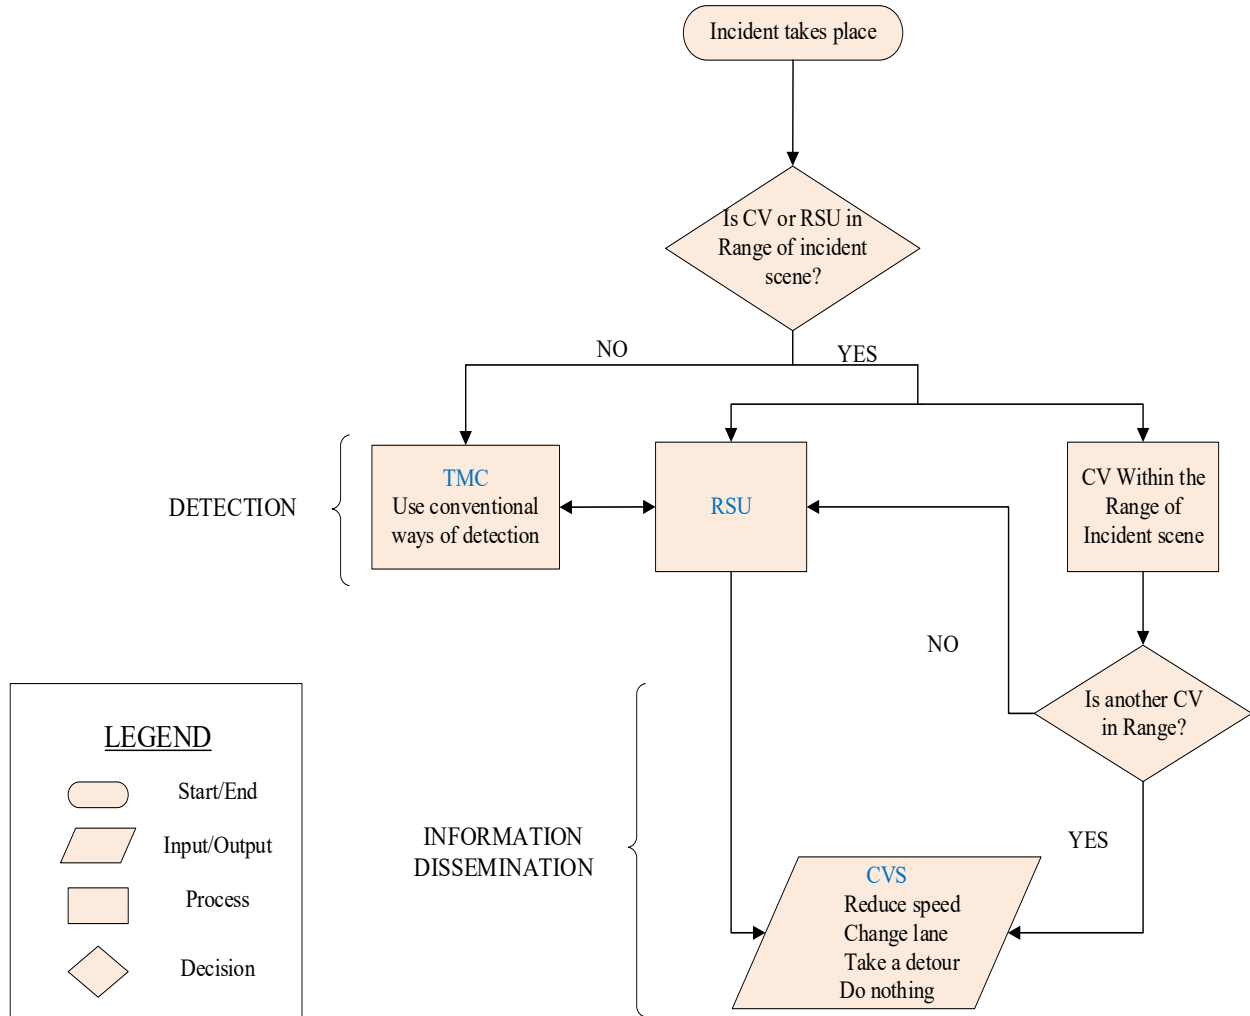 Incident takes place
Is CV or RSU in
Range of incident
scene?
NO
YES
DETECTION
TMC
Use conventional
ways of detection
RSU
CV Within the
Range of
Incident scene
NO
Is another CV
in Range?
YES
INFORMATION
DISSEMINATION
CVS
Reduce speed
Change lane
Take a detour
Do nothing
LEGEND
Start/End
Input/Output
Process
Decision